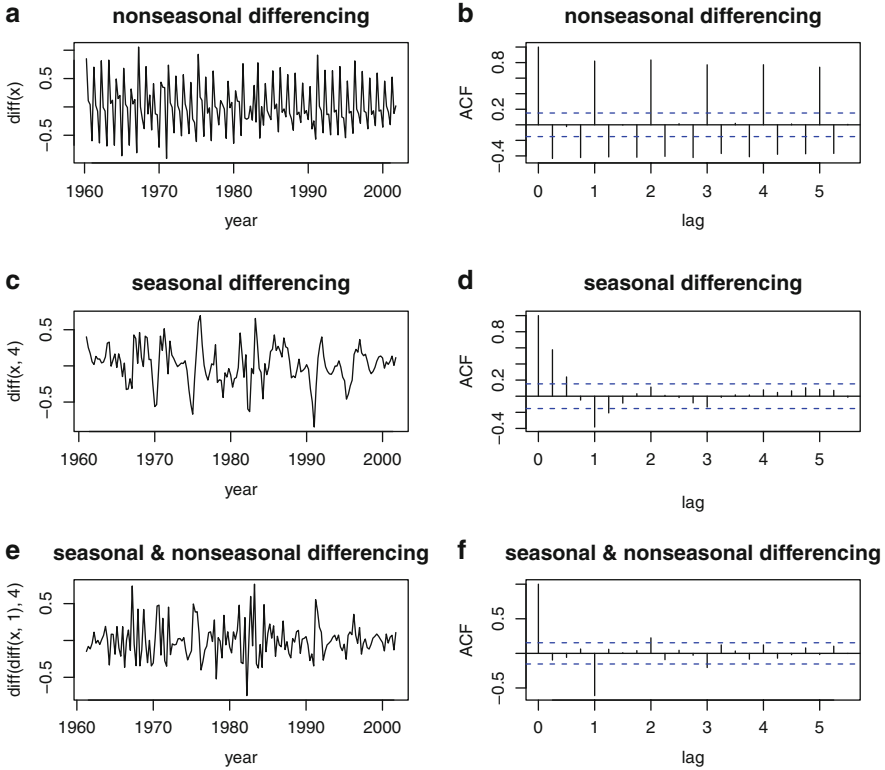 a nonseasonal differencing
diff(x)
0.5
−0.5
1960 1970 1980 1990 2000
year
b nonseasonal differencing
ACF
0.8
0.2
−0.4
0 1 2 3 4 5
lag
c seasonal differencing
diff(x, 4)
0.5
−0.5
1960 1970 1980 1990 2000
year
d seasonal differencing
ACF
0.8
0.2
−0.4
0 1 2 3 4 5
lag
e seasonal & nonseasonal differencing
diff(diff(x, 1), 4)
0.5
−0.5
1960 1970 1980 1990 2000
year
f seasonal & nonseasonal differencing
ACF
0.5
−0.5
0 1 2 3 4 5
lag